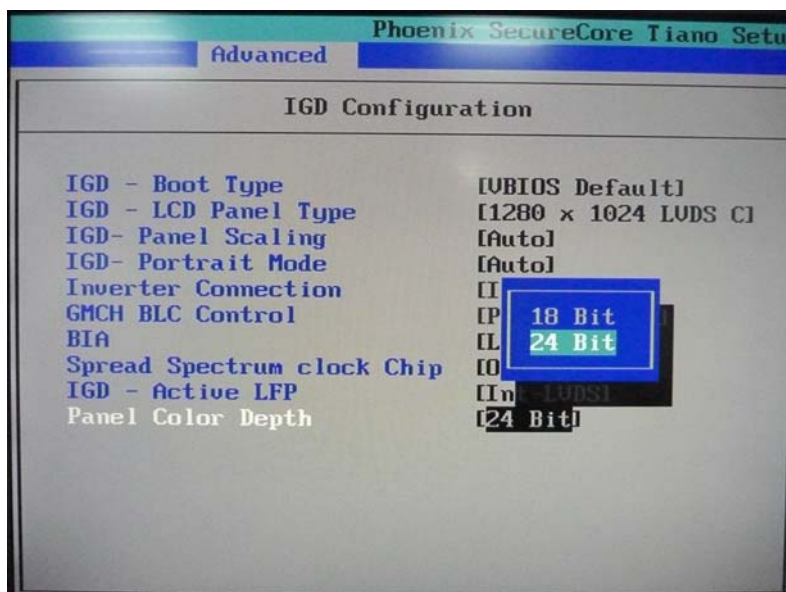 Phoenix SecureCore Tiano Setu
Advanced
IGD Configuration
IGD - Boot Type [VBIOS Default]
IGD - LCD Panel Type [1280 x 1024 LVDS C]
IGD- Panel Scaling [Auto]
IGD- Portrait Mode [Auto]
Inverter Connection [I
GMCH BLC Control [P
BIA [L
Spread Spectrum clock Chip [O
IGD - Active LFP [Int-LVDS]
Panel Color Depth [24 Bit]
18 Bit
24 Bit